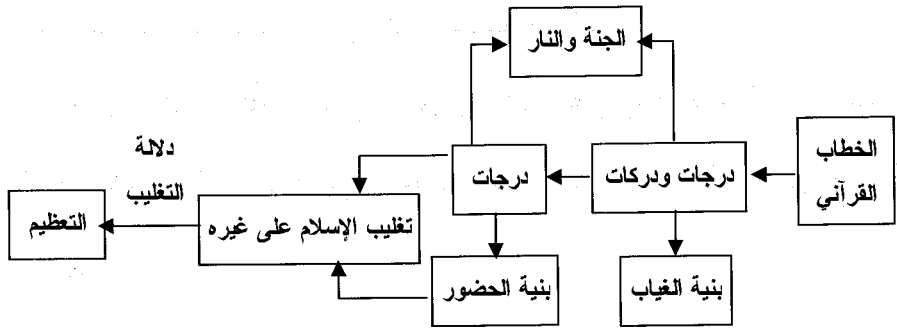 الجنة والنار
الخطاب
القرآني
درجات ودركات
درجات
دلالة
التغليب
تغليب الإسلام على غيره
التعظيم
بنية الغياب
بنية الحضور